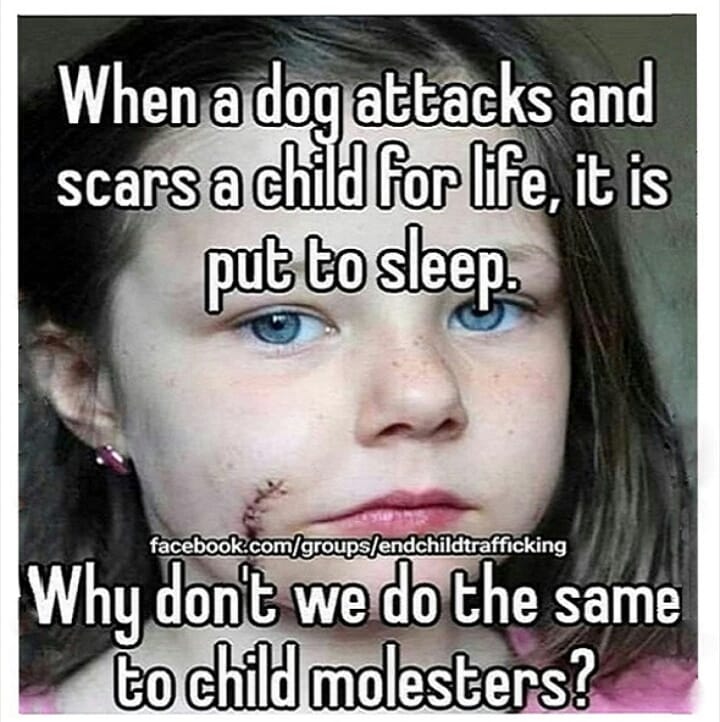 When a dog attacks and
scars a child for life, it is
put to sleep.
facebook.com/groups/endchildtrafficking
Why don't we do the same
to child molesters?